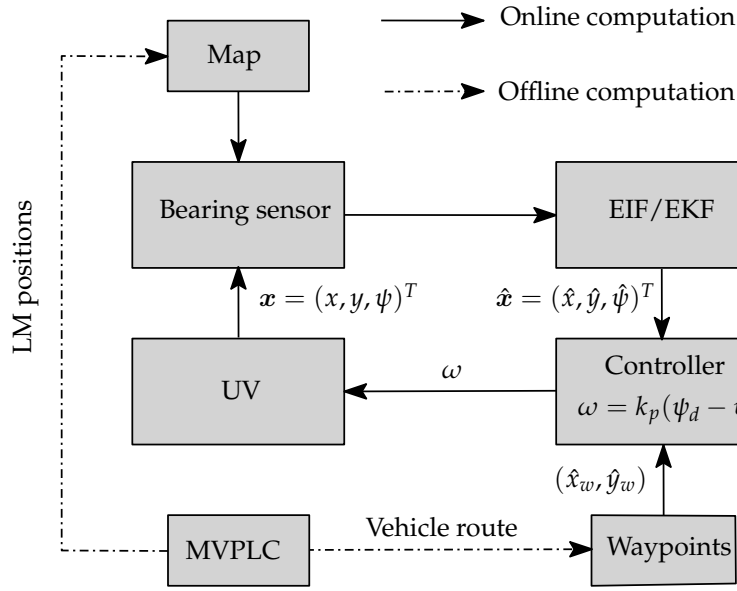 Map
Online computation
Offline computation
LM positions
Bearing sensor
EIF/EKF
𝒙 = (x, y, ψ)ᵀ
𝒙̂ = (x̂, ŷ, ψ̂)ᵀ
UV
ω
Controller
ω = kₚ(ψ_d −
(x̂_w, ŷ_w)
MVPLC
Vehicle route
Waypoints